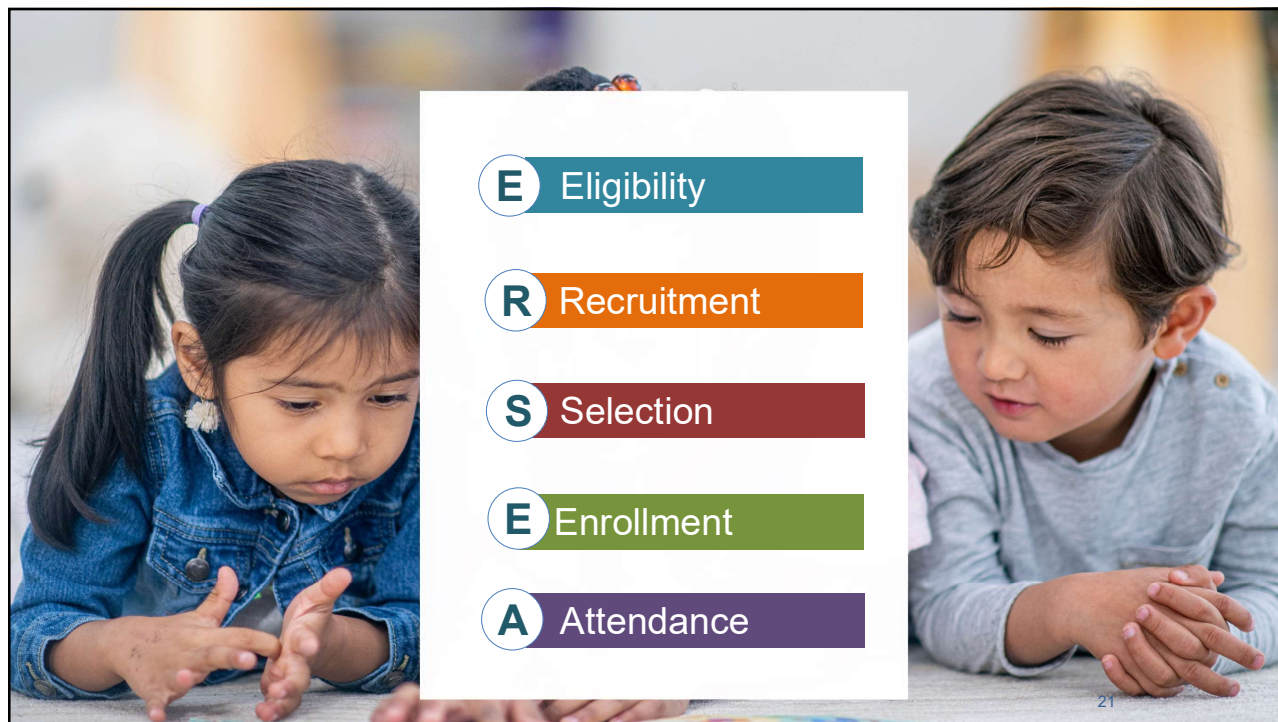 E Eligibility
R Recruitment
S Selection
E Enrollment
A Attendance
21